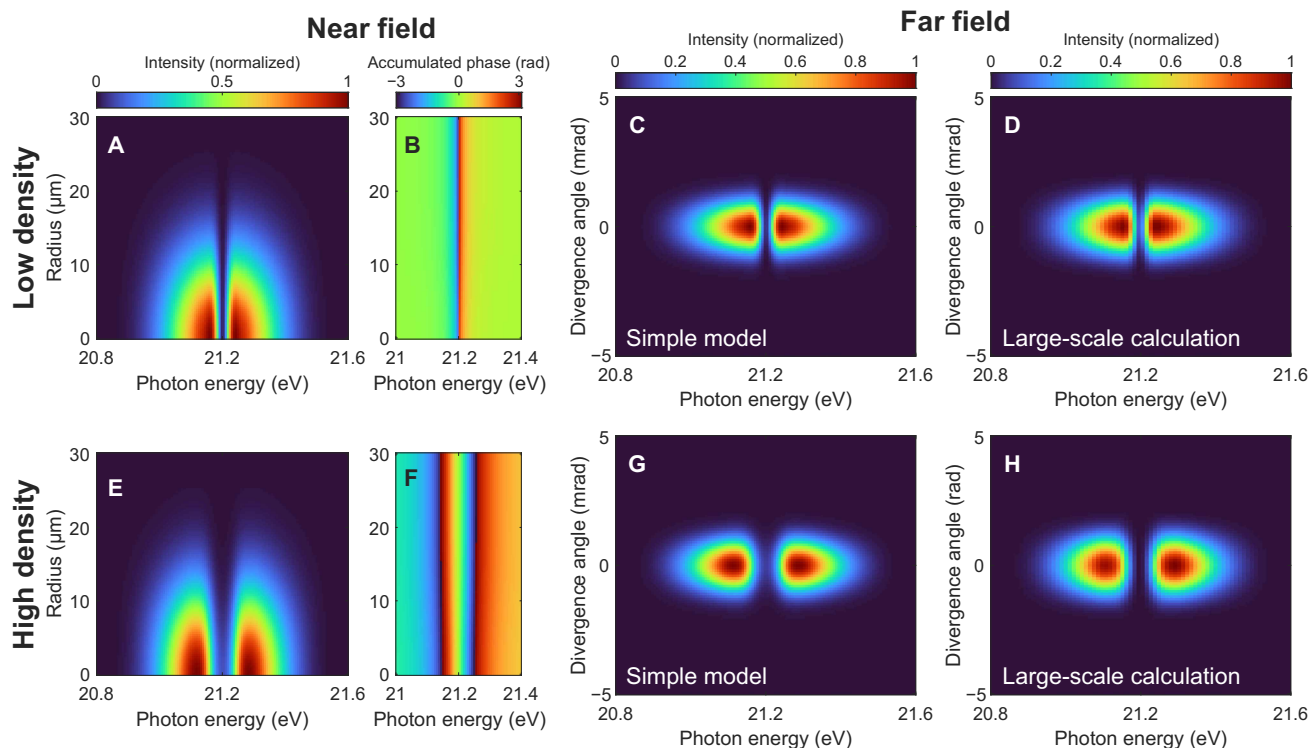 Near field
Far field
Intensity (normalized)
0 0.5 1
Accumulated phase (rad)
−3 0 3
Intensity (normalized)
0 0.2 0.4 0.6 0.8 1
Intensity (normalized)
0 0.2 0.4 0.6 0.8 1
Low density
A
Radius (µm)
30
20
10
0
20.8 21.2 21.6
Photon energy (eV)
B
30
20
10
0
21 21.2 21.4
Photon energy (eV)
C
Divergence angle (mrad)
5
0
−5
Simple model
20.8 21.2 21.6
Photon energy (eV)
D
Divergence angle (mrad)
5
0
−5
Large-scale calculation
20.8 21.2 21.6
Photon energy (eV)
High density
E
Radius (µm)
30
20
10
0
20.8 21.2 21.6
Photon energy (eV)
F
30
20
10
0
21 21.2 21.4
Photon energy (eV)
G
Divergence angle (mrad)
5
0
−5
Simple model
20.8 21.2 21.6
Photon energy (eV)
H
Divergence angle (rad)
5
0
−5
Large-scale calculation
20.8 21.2 21.6
Photon energy (eV)